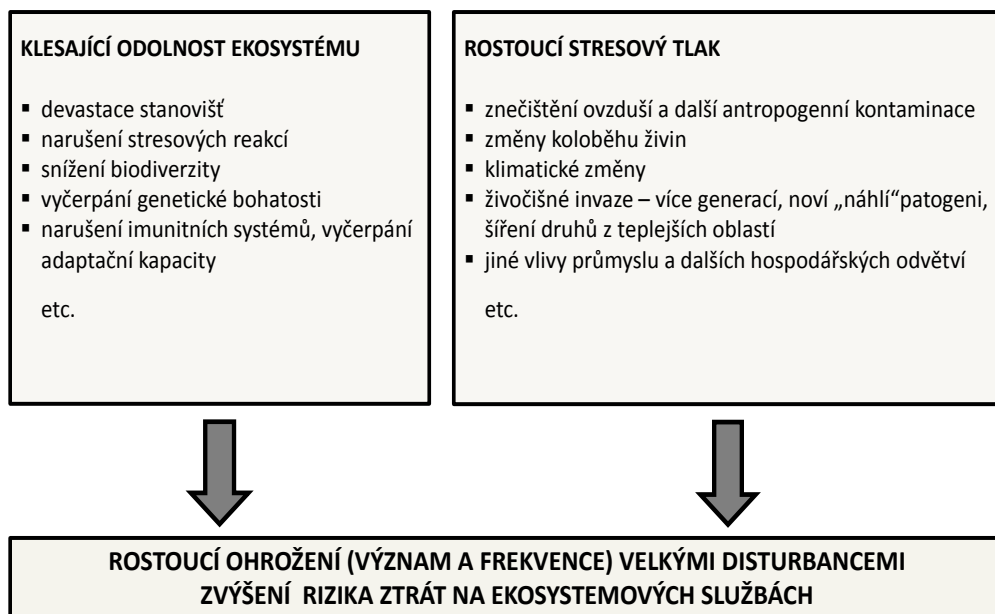 KLESAJÍCÍ ODOLNOST EKOSYSTÉMU
▪ devastace stanovišť
▪ narušení stresových reakcí
▪ snížení biodiverzity
▪ vyčerpání genetické bohatosti
▪ narušení imunitních systémů, vyčerpání
adaptační kapacity
etc.
ROSTOUCÍ STRESOVÝ TLAK
▪ znečištění ovzduší a další antropogenní kontaminace
▪ změny koloběhu živin
▪ klimatické změny
▪ živočišné invaze – více generací, noví „náhlí“patogeni,
šíření druhů z teplejších oblastí
▪ jiné vlivy průmyslu a dalších hospodářských odvětví
etc.
ROSTOUCÍ OHROŽENÍ (VÝZNAM A FREKVENCE) VELKÝMI DISTURBANCEMI
ZVÝŠENÍ RIZIKA ZTRÁT NA EKOSYSTEMOVÝCH SLUŽBÁCH